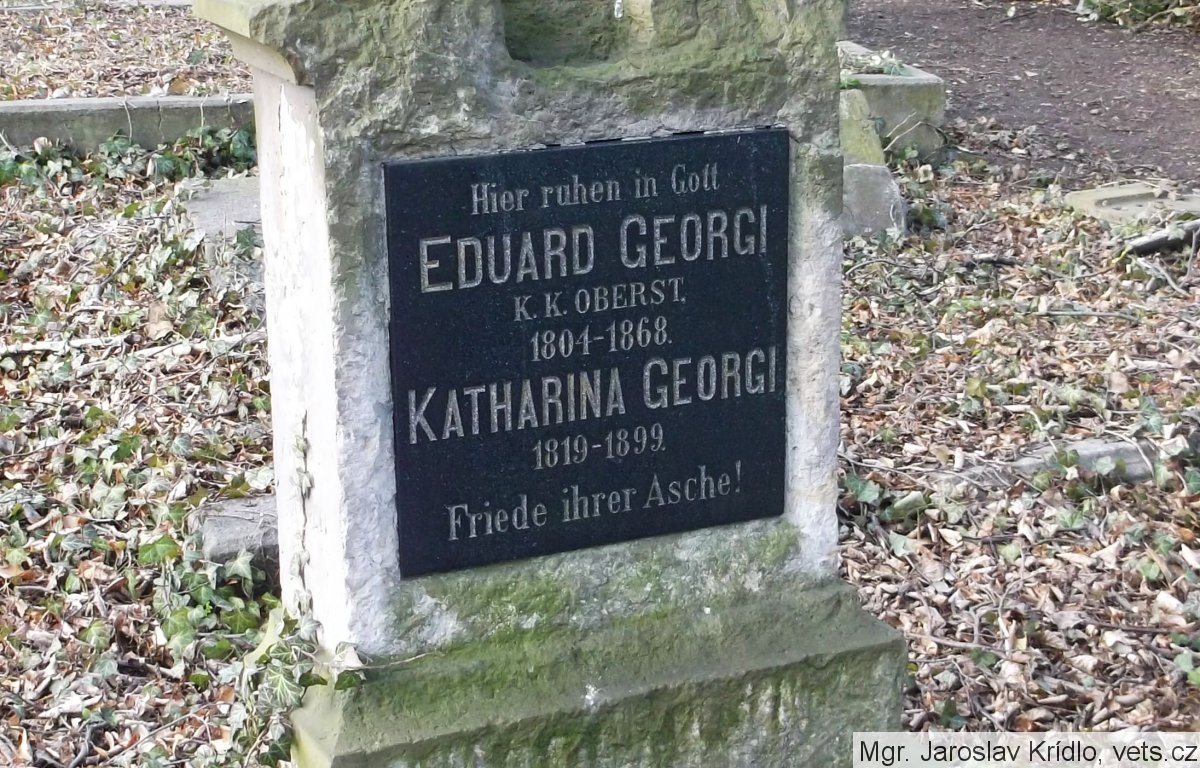 Hier ruhen in Gott
EDUARD GEORGI
K. K. OBERST.
1804-1868.
KATHARINA GEORGI
1819-1899.
Friede ihrer Asche!
Mgr. Jaroslav Krídlo, vets.cz